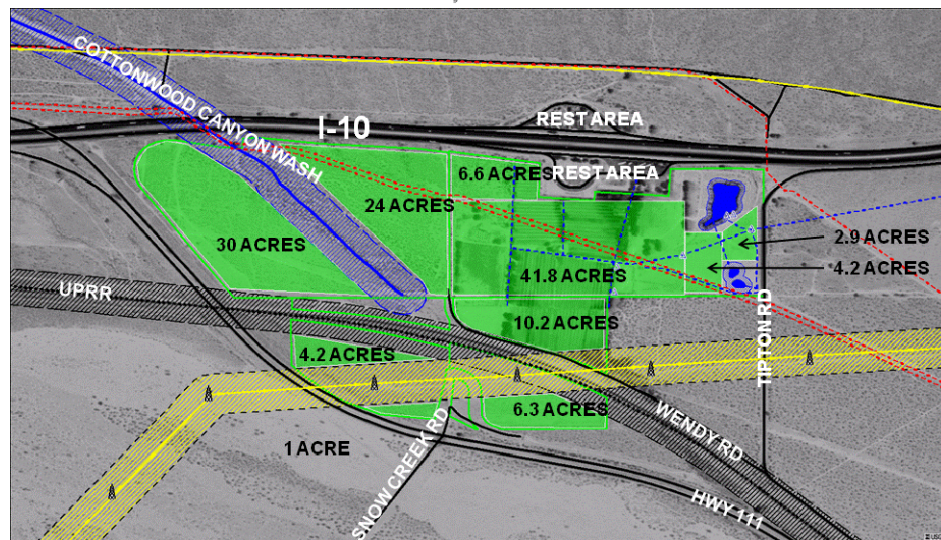 COTTONWOOD CANYON WASH
I-10
REST AREA
REST AREA
6.6 ACRES
24 ACRES
30 ACRES
2.9 ACRES
4.2 ACRES
41.8 ACRES
UPRR
10.2 ACRES
TIPTON RD
4.2 ACRES
6.3 ACRES
WENDY RD
1 ACRE
SNOW CREEK RD
HWY 111